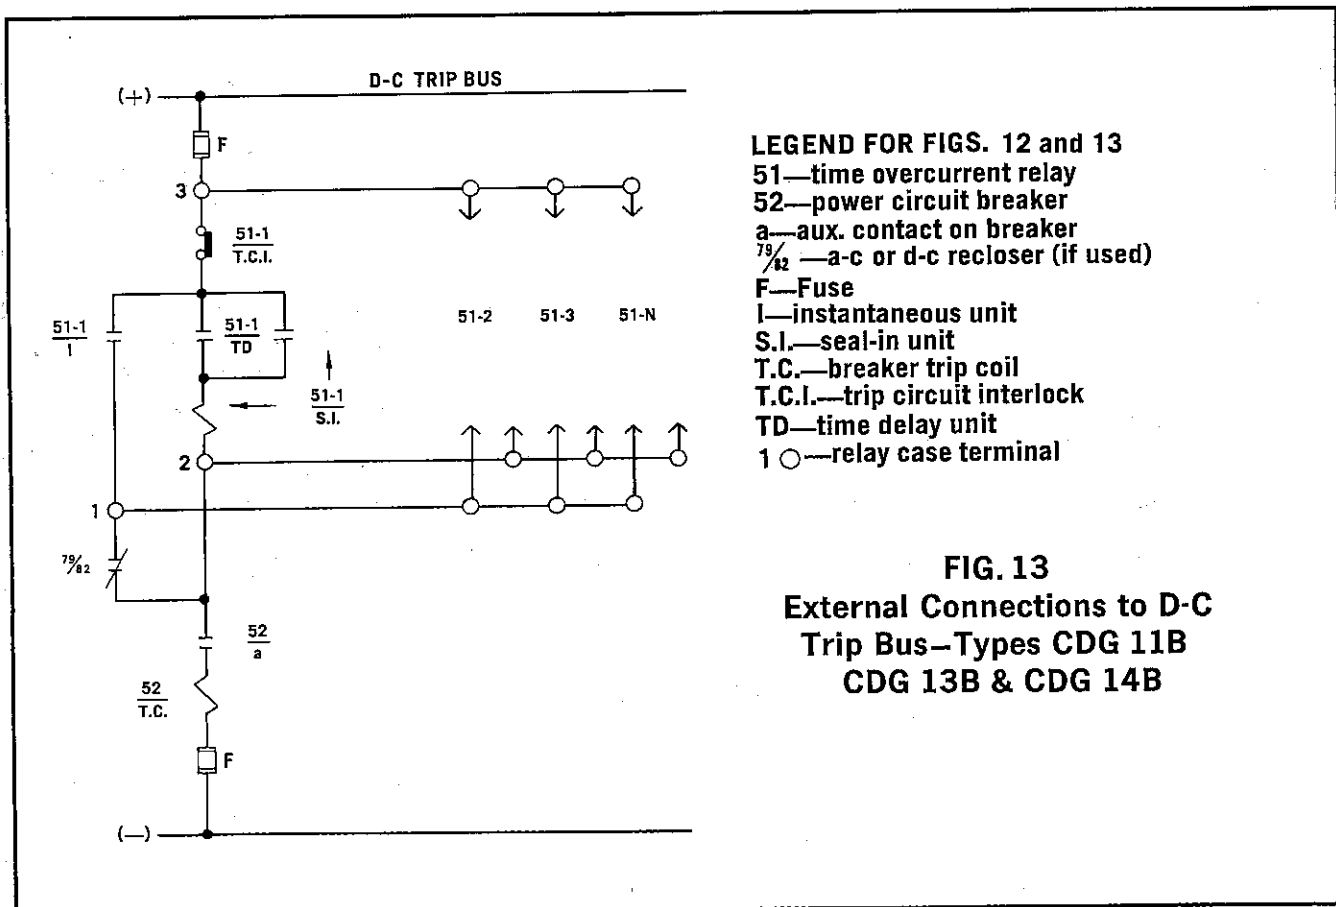 D-C TRIP BUS
(+)
F
3
51-1
T.C.I.
51-1
I
51-1
TD
51-2
51-3
51-N
51-1
S.I.
2
1
79/82
52
a
52
T.C.
F
(—)
LEGEND FOR FIGS. 12 and 13
51—time overcurrent relay
52—power circuit breaker
a—aux. contact on breaker
79/82 —a-c or d-c recloser (if used)
F—Fuse
I—instantaneous unit
S.I.—seal-in unit
T.C.—breaker trip coil
T.C.I.—trip circuit interlock
TD—time delay unit
1 ○—relay case terminal
FIG. 13
External Connections to D-C
Trip Bus—Types CDG 11B
CDG 13B & CDG 14B